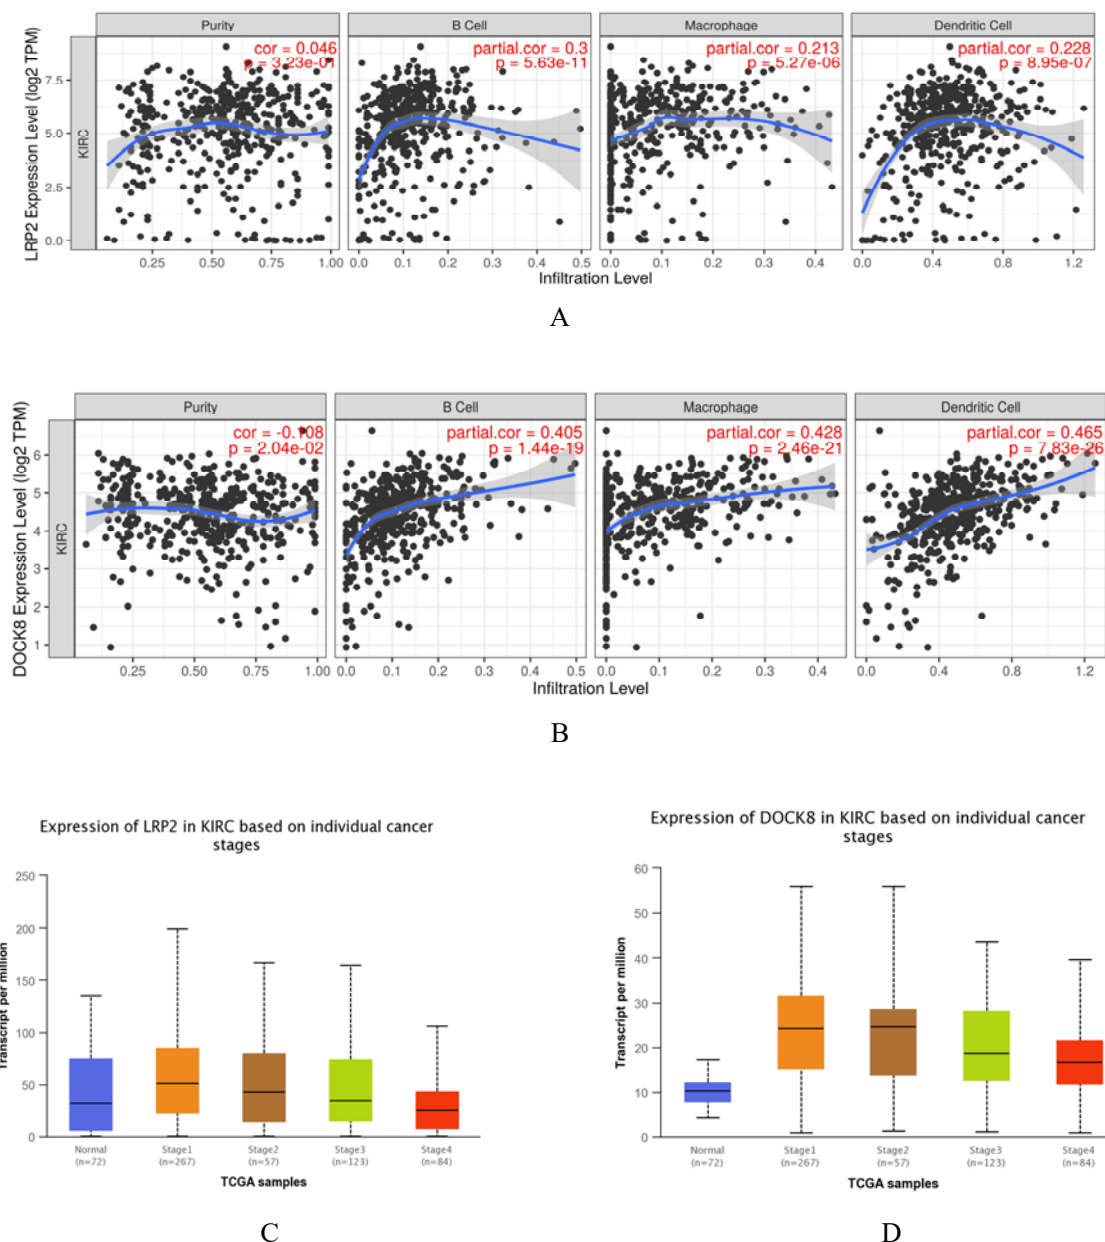 Purity
B Cell
Macrophage
Dendritic Cell
LRP2 Expression Level (log2 TPM)
KIRC
cor = 0.046
p = 3.23e-01
partial.cor = 0.3
p = 5.63e-11
partial.cor = 0.213
p = 5.27e-06
partial.cor = 0.228
p = 8.95e-07
7.5
5.0
2.5
0.0
0.25 0.50 0.75 1.00
0.0 0.1 0.2 0.3 0.4 0.5
0.0 0.1 0.2 0.3 0.4
0.0 0.4 0.8 1.2
Infiltration Level
A
Purity
B Cell
Macrophage
Dendritic Cell
DOCK8 Expression Level (log2 TPM)
KIRC
cor = -0.108
p = 2.04e-02
partial.cor = 0.405
p = 1.44e-19
partial.cor = 0.428
p = 2.46e-21
partial.cor = 0.465
p = 7.83e-26
6
5
4
3
2
1
0.25 0.50 0.75 1.00
0.0 0.1 0.2 0.3 0.4 0.5
0.0 0.1 0.2 0.3 0.4
0.0 0.4 0.8 1.2
Infiltration Level
B
Expression of LRP2 in KIRC based on individual cancer
stages
Transcript per million
250
200
150
100
50
0
Normal
(n=72)
Stage1
(n=267)
Stage2
(n=57)
Stage3
(n=123)
Stage4
(n=84)
TCGA samples
C
Expression of DOCK8 in KIRC based on individual cancer
stages
Transcript per million
60
50
40
30
20
10
0
Normal
(n=72)
Stage1
(n=267)
Stage2
(n=57)
Stage3
(n=123)
Stage4
(n=84)
TCGA samples
D